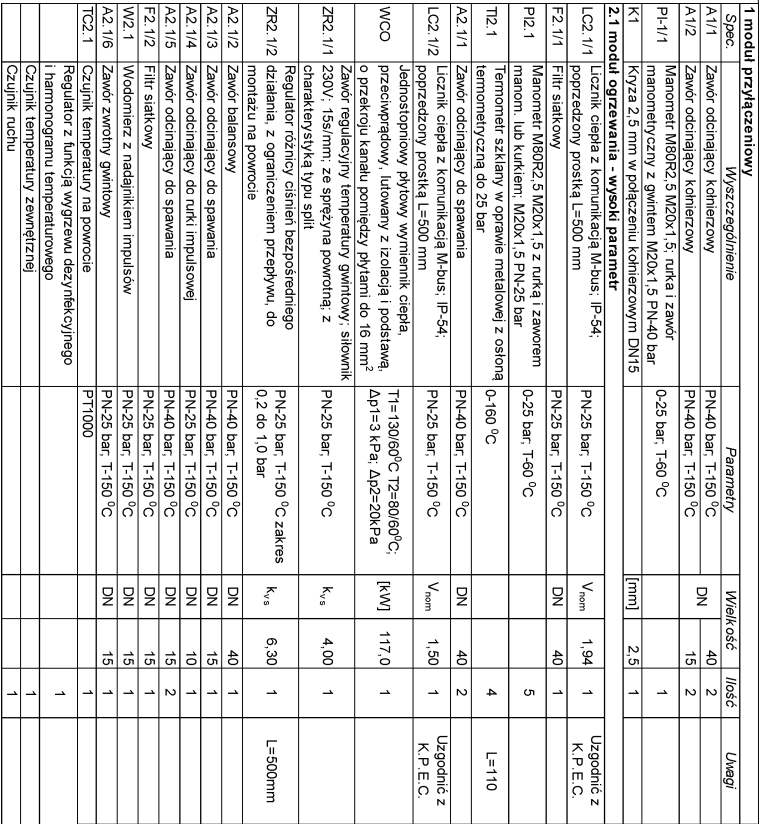 1 moduł przyłączeniowy
Spec. Wyszczególnienie Parametry Wielkość Ilość Uwagi
A1/1 Zawór odcinający kołnierzowy PN-40 bar, T-150 °C DN 40 2
A1/2 Zawór odcinający kołnierzowy PN-40 bar, T-150 °C 15 2
PI-1/1 Manometr M80R2,5 M20x1,5; rurka i zawór
manometryczny z gwintem M20x1,5 PN-40 bar 0-25 bar, T-60 °C 1
K1 Kryza 2,5 mm w połączeniu kołnierzowym DN15 [mm] 2,5 1
2.1 moduł ogrzewania - wysoki parametr
LC2.1/1 Licznik ciepła z komunikacją M-bus; IP-54;
poprzedzony prostką L=500 mm PN-25 bar, T-150 °C Vnom 1,94 1 Uzgodnić z
K.P.E.C.
F2.1/1 Filtr siatkowy PN-25 bar, T-150 °C DN 40 1
PI2.1 Manometr M80R2,5 M20x1,5 z rurką i zaworem
manom. lub kurkiem; M20x1,5 PN-25 bar 0-25 bar, T-60 °C 5
TI2.1 Termometr szklany w oprawie metalowej z osłoną
termometryczną do 25 bar 0-160 °C 4 L=110
A2.1/1 Zawór odcinający do spawania PN-40 bar, T-150 °C DN 40 2
LC2.1/2 Licznik ciepła z komunikacją M-bus; IP-54;
poprzedzony prostką L=500 mm PN-25 bar, T-150 °C Vnom 1,50 1 Uzgodnić z
K.P.E.C.
WCO Jednostopniowy płytowy wymiennik ciepła,
przeciwprądowy, lutowany z izolacją i podstawą,
o przekroju kanału pomiędzy płytami do 16 mm² T1=130/60°C T2=80/60°C;
Δp1=3 kPa; Δp2=20kPa [kW] 117,0 1
ZR2.1/1 Zawór regulacyjny temperatury gwintowy; siłownik
230V; 15s/mm; ze sprężyna powrotną; z
charakterystyką typu split PN-25 bar, T-150 °C kvs 4,00 1
ZR2.1/2 Regulator różnicy ciśnień bezpośredniego
działania, z ograniczeniem przepływu, do
montażu na powrocie PN-25 bar, T-150 °C zakres
0,2 do 1,0 bar kvs 6,30 1 L=500mm
A2.1/2 Zawór balansowy PN-40 bar, T-150 °C DN 40 1
A2.1/3 Zawór odcinający do spawania PN-40 bar, T-150 °C DN 15 1
A2.1/4 Zawór odcinający do rurki impulsowej PN-25 bar, T-150 °C DN 10 1
A2.1/5 Zawór odcinający do spawania PN-40 bar, T-150 °C DN 15 2
F2.1/2 Filtr siatkowy PN-25 bar, T-150 °C DN 15 1
W2.1 Wodomierz z nadajnikiem impulsów PN-25 bar, T-150 °C DN 15 1
A2.1/6 Zawór zwrotny gwintowy PN-25 bar, T-150 °C DN 15 1
TC2.1 Czujnik temperatury na powrocie PT1000 1
Regulator z funkcją wygrzewu dezynfekcyjnego
i harmonogramu temperaturowego 1
Czujnik temperatury zewnętrznej 1
Czujnik ruchu 1